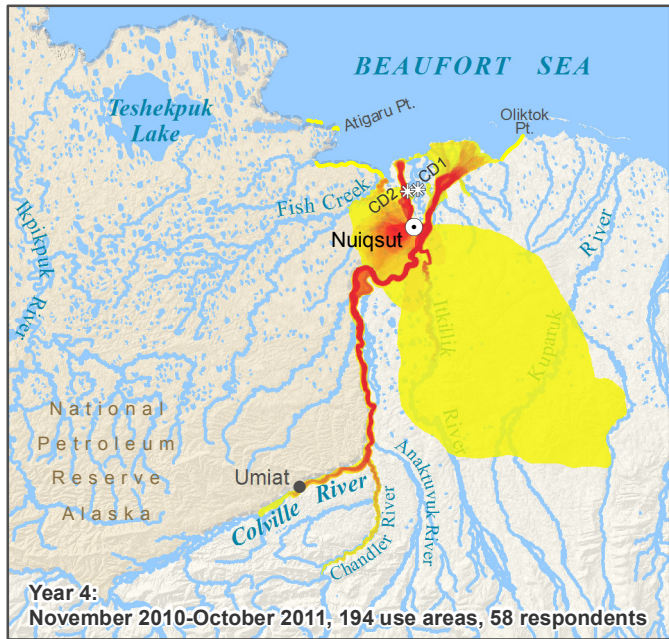 BEAUFORT SEA
Teshekpuk
Lake
Atigaru Pt.
Oliktok
Pt.
Ikpikpuk River
Fish Creek
CD2
CD1
Nuiqsut
Itkillik
River
Kuparuk
River
National
Petroleum
Reserve
Alaska
Umiat
Colville River
Chandler River
Anaktuvuk River
Year 4:
November 2010-October 2011, 194 use areas, 58 respondents